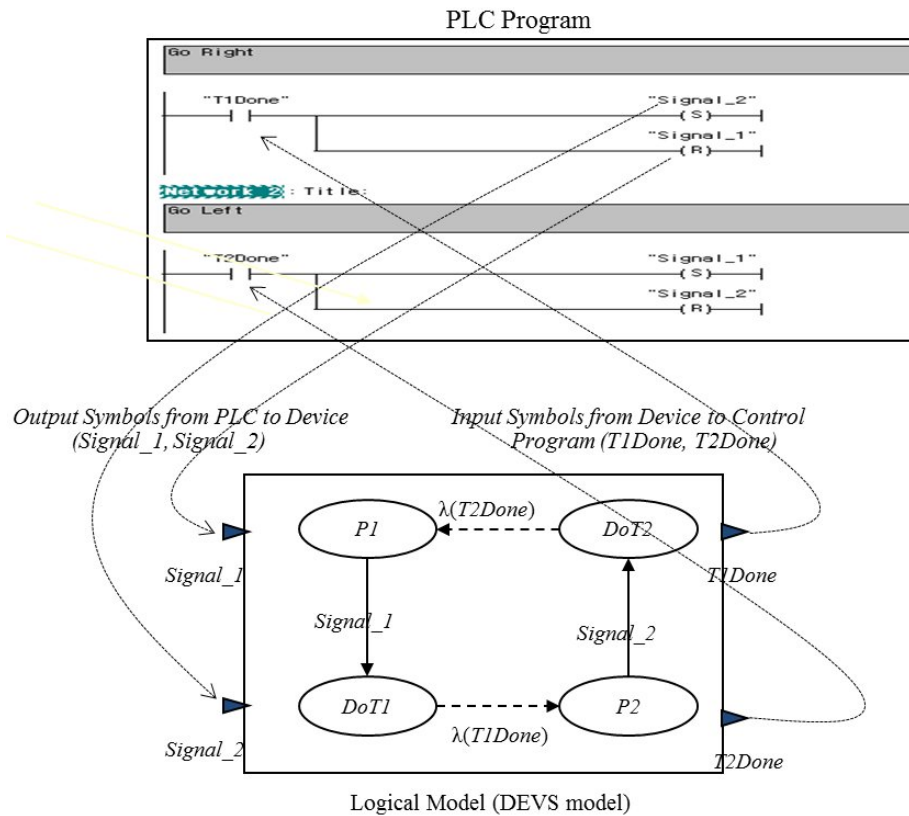 PLC Program
Go Right
"T1Done"
"Signal_2"
(S)
"Signal_1"
(R)
Network 2 : Title:
Go Left
"T2Done"
"Signal_1"
(S)
"Signal_2"
(R)
Output Symbols from PLC to Device
(Signal_1, Signal_2)
Input Symbols from Device to Control
Program (T1Done, T2Done)
P1
λ(T2Done)
DoT2
Signal_1
T1Done
Signal_1
Signal_2
DoT1
λ(T1Done)
P2
Signal_2
T2Done
Logical Model (DEVS model)